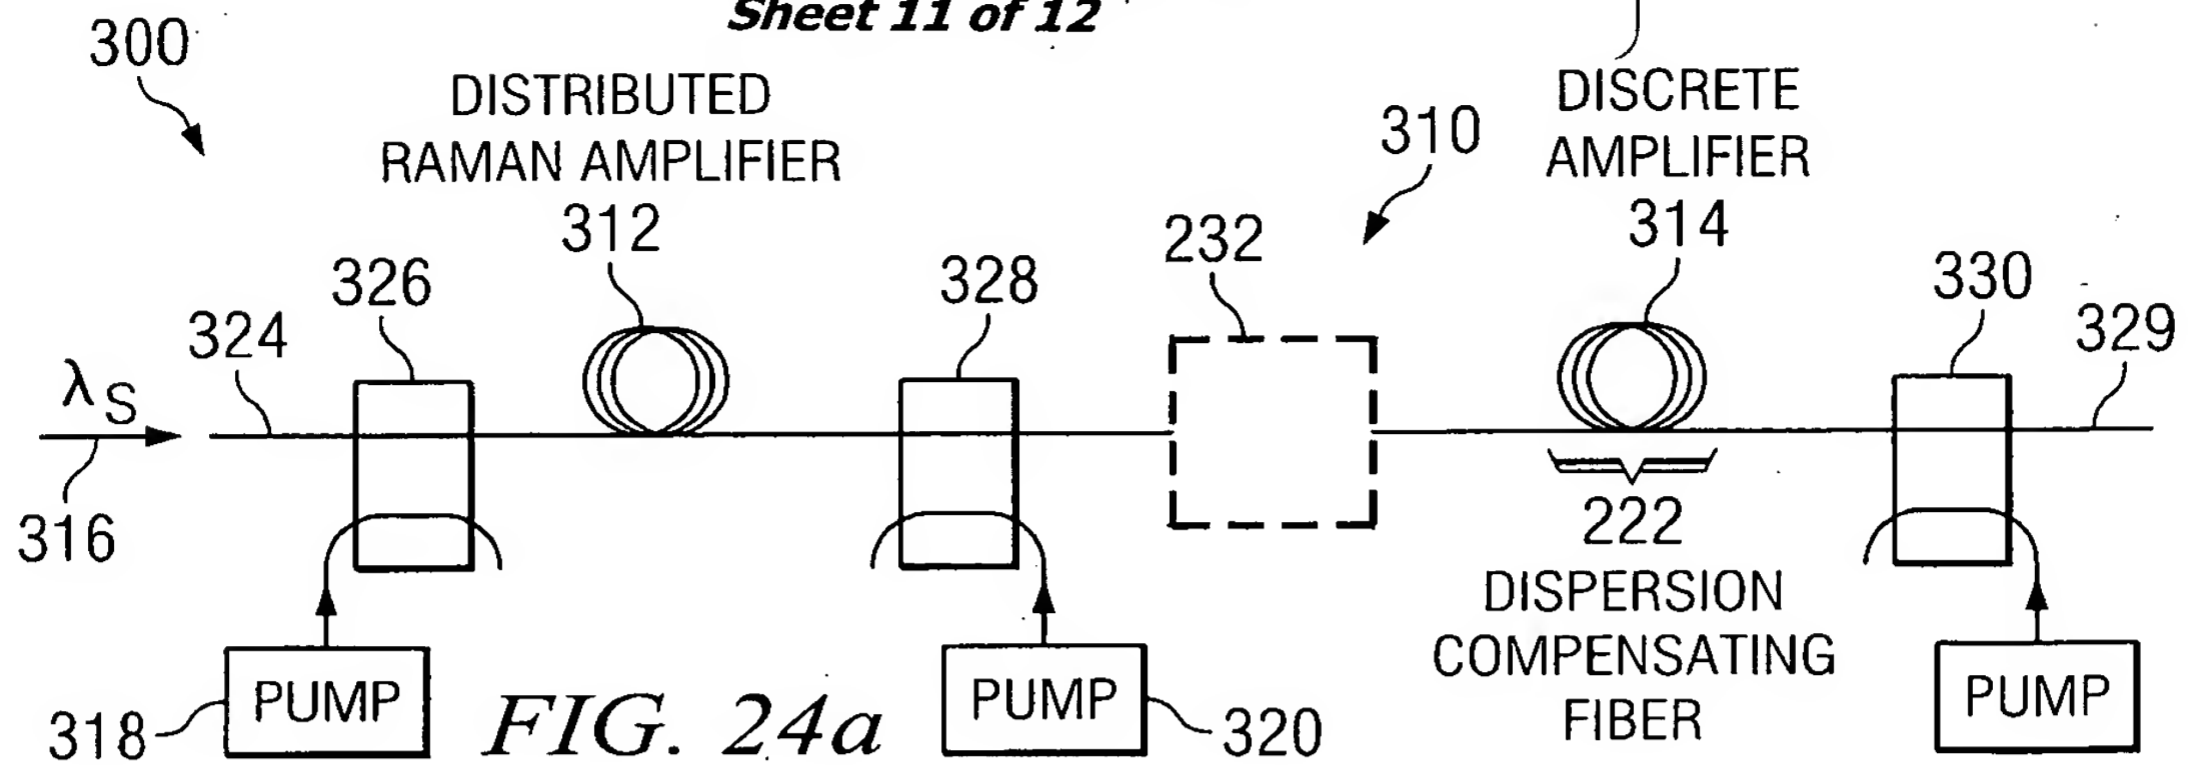 Sheet 11 of 12
300
DISTRIBUTED
RAMAN AMPLIFIER
312
DISCRETE
AMPLIFIER
314
310
232
326
328
330
324
329
λS
316
222
DISPERSION
COMPENSATING
FIBER
PUMP
318
PUMP
320
PUMP
FIG. 24a